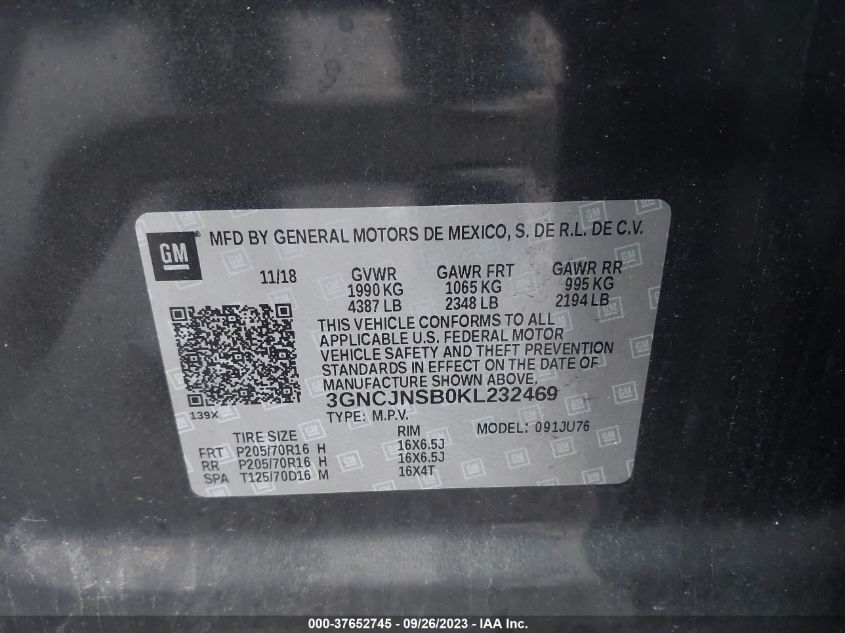 GM
MFD BY GENERAL MOTORS DE MEXICO, S. DE R.L. DE C.V.
11/18 GVWR GAWR FRT GAWR RR
1990 KG 1065 KG 995 KG
4387 LB 2348 LB 2194 LB
THIS VEHICLE CONFORMS TO ALL
APPLICABLE U.S. FEDERAL MOTOR
VEHICLE SAFETY AND THEFT PREVENTION
STANDARDS IN EFFECT ON THE DATE OF
MANUFACTURE SHOWN ABOVE.
3GNCJNSB0KL232469
139X
TYPE: M.P.V.
MODEL: 091JU76
TIRE SIZE RIM
FRT P205/70R16 H 16X6.5J
RR P205/70R16 H 16X6.5J
SPA T125/70D16 M 16X4T
000-37652745 - 09/26/2023 - © IAA Inc.